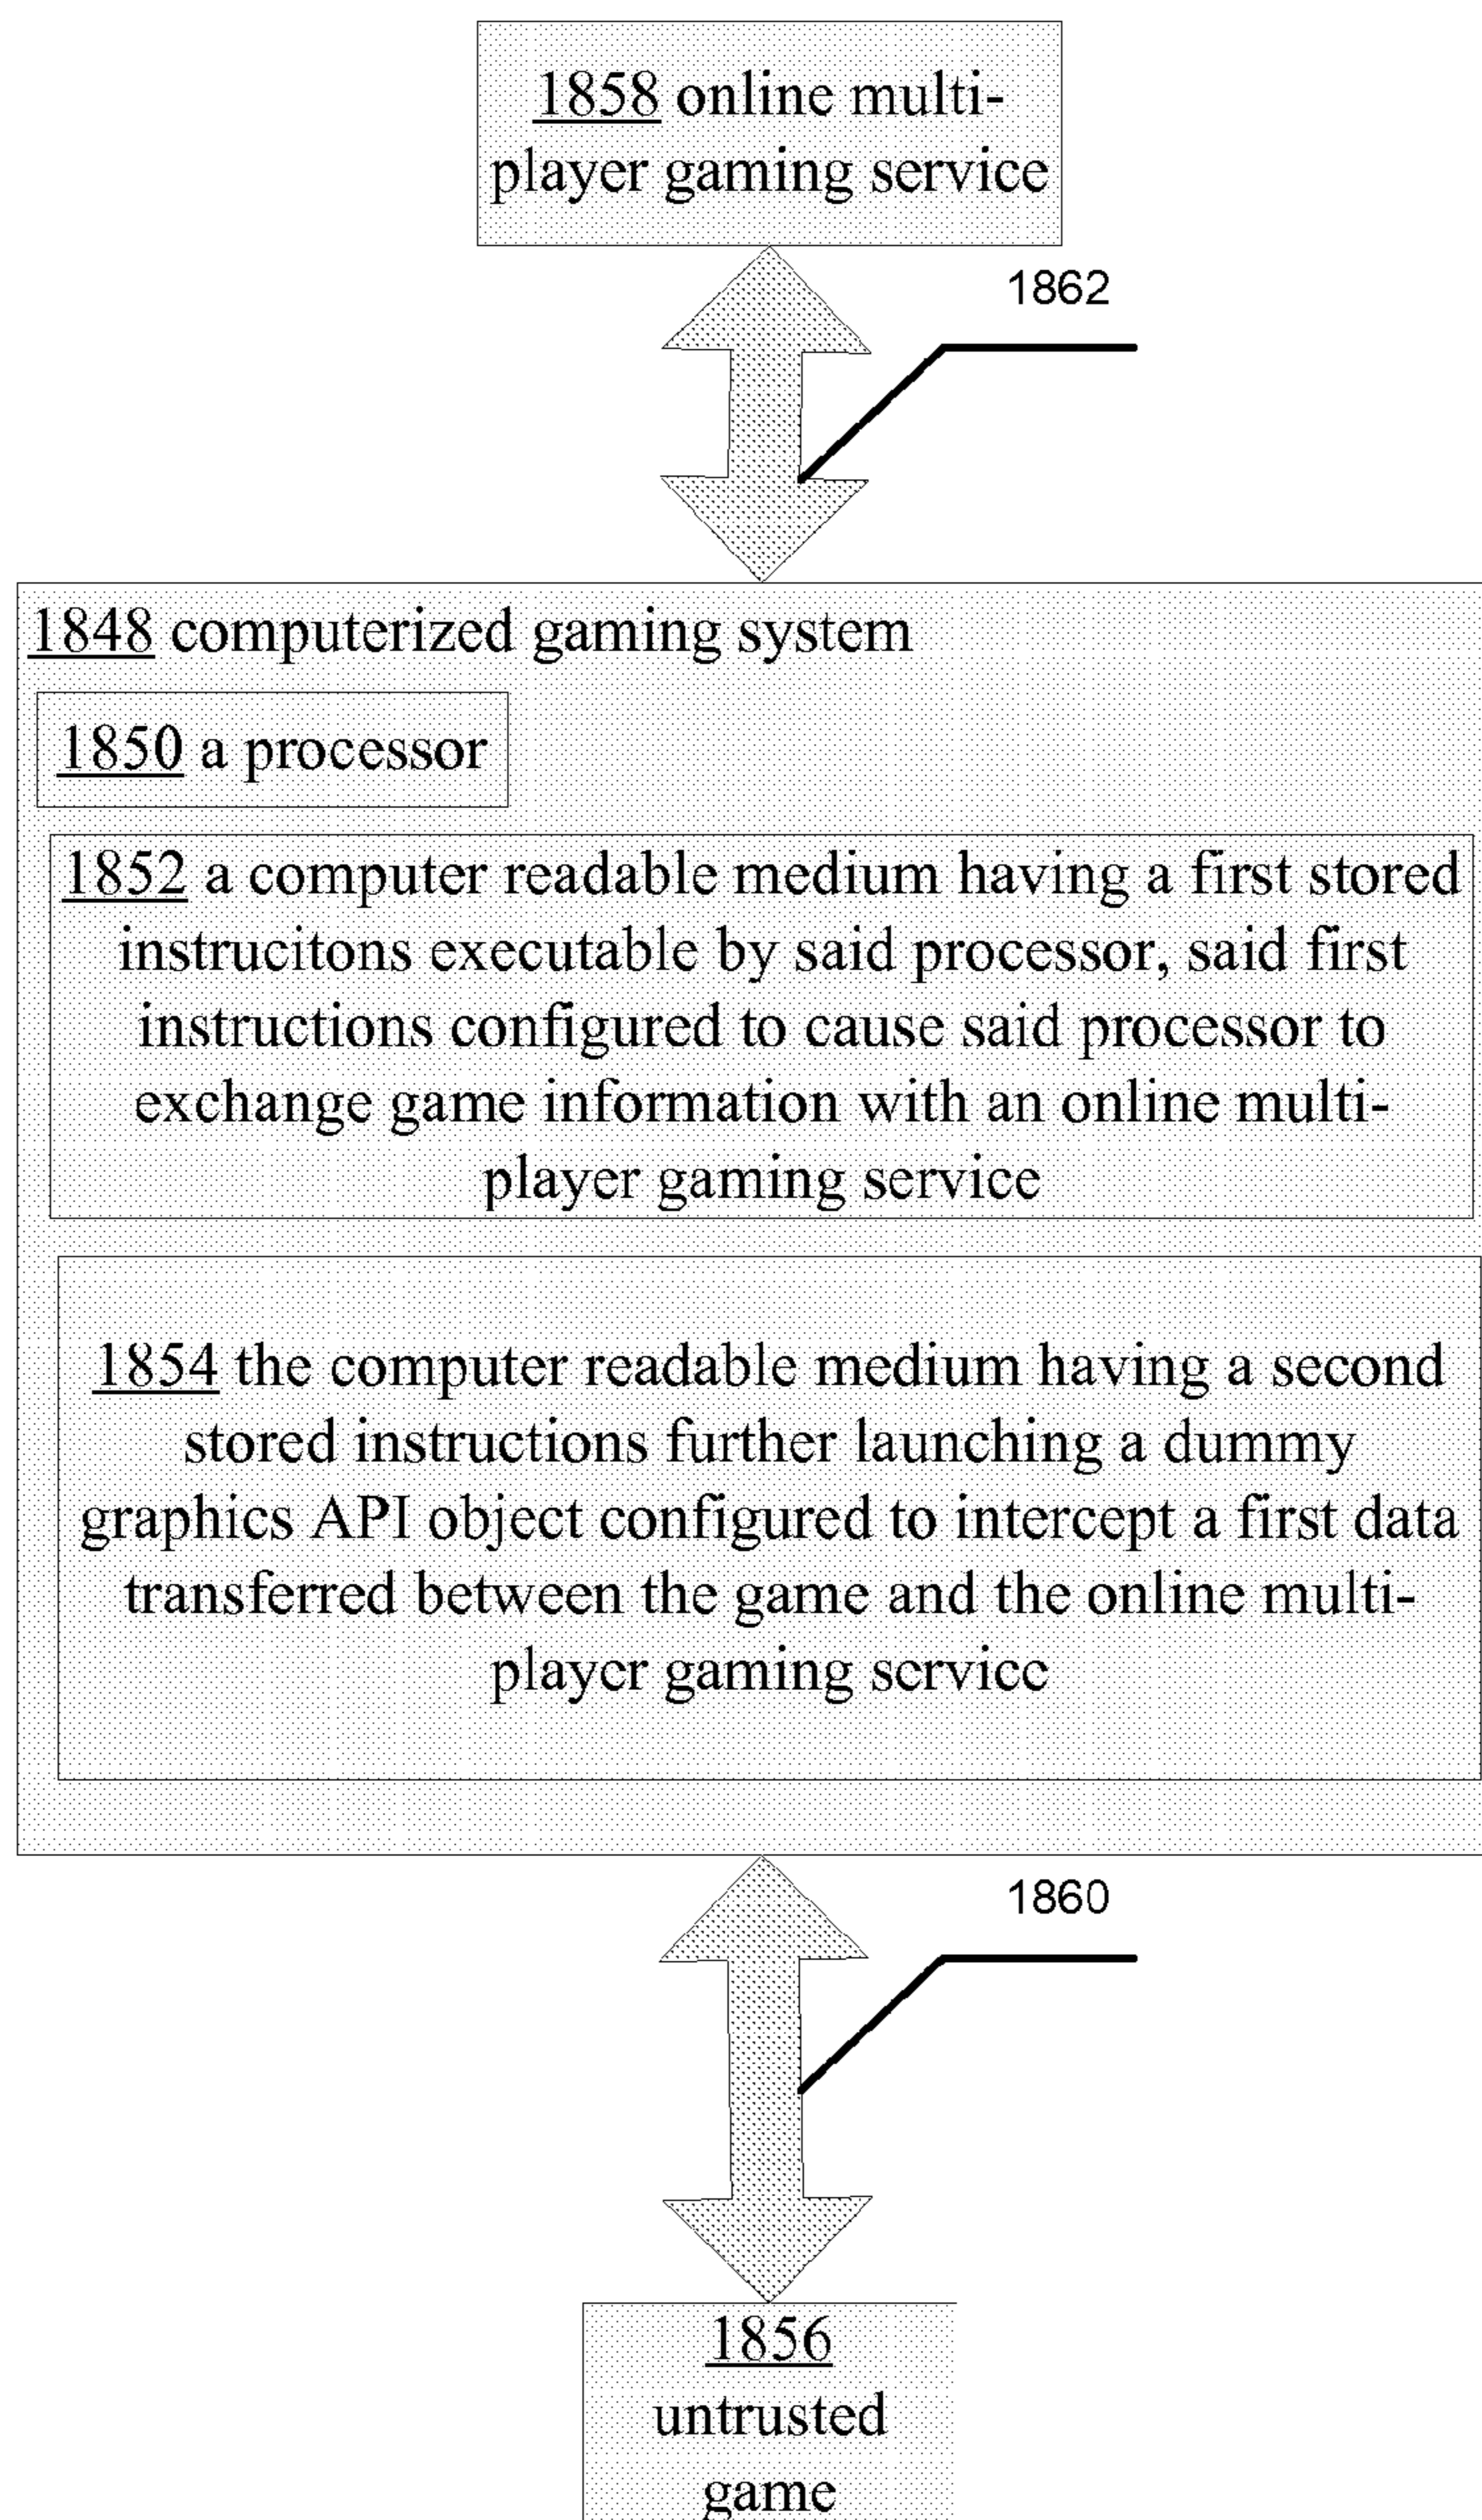 1858 online multi-
player gaming service
1862
1848 computerized gaming system
1850 a processor
1852 a computer readable medium having a first stored
instrucitons executable by said processor, said first
instructions configured to cause said processor to
exchange game information with an online multi-
player gaming service
1854 the computer readable medium having a second
stored instructions further launching a dummy
graphics API object configured to intercept a first data
transferred between the game and the online multi-
player gaming service
1860
1856
untrusted
game